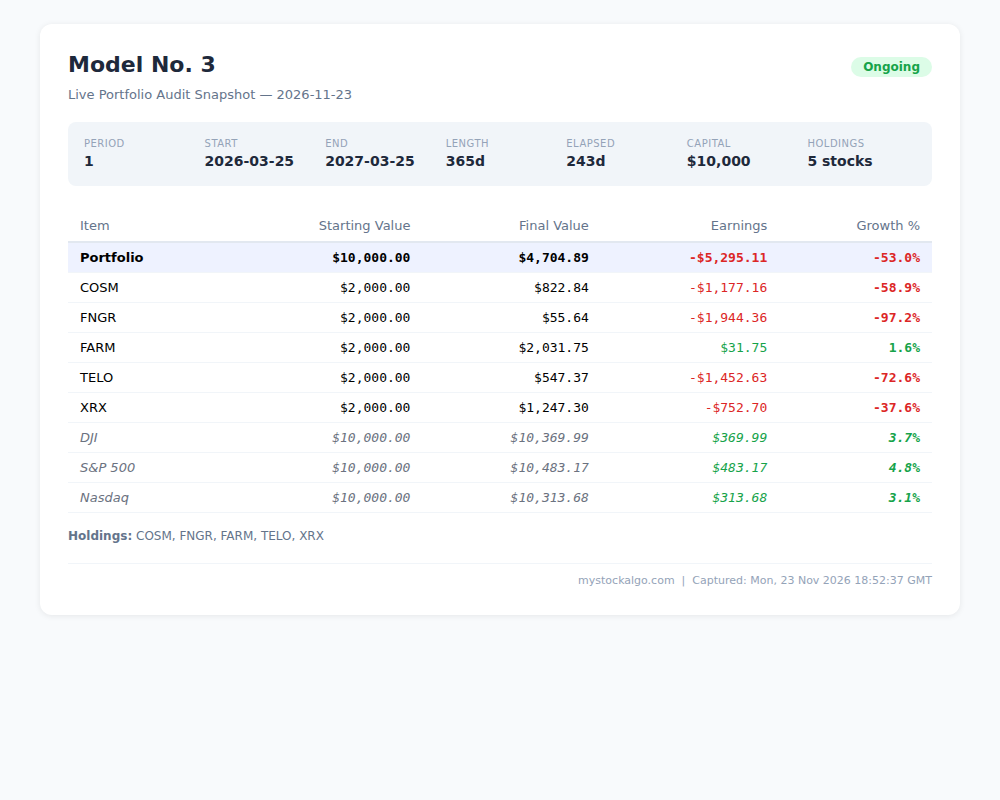 Model No. 3
Ongoing
Live Portfolio Audit Snapshot — 2026-11-23
PERIOD START END LENGTH ELAPSED CAPITAL HOLDINGS
1 2026-03-25 2027-03-25 365d 243d $10,000 5 stocks
Item Starting Value Final Value Earnings Growth %
Portfolio $10,000.00 $4,704.89 -$5,295.11 -53.0%
COSM $2,000.00 $822.84 -$1,177.16 -58.9%
FNGR $2,000.00 $55.64 -$1,944.36 -97.2%
FARM $2,000.00 $2,031.75 $31.75 1.6%
TELO $2,000.00 $547.37 -$1,452.63 -72.6%
XRX $2,000.00 $1,247.30 -$752.70 -37.6%
DJI $10,000.00 $10,369.99 $369.99 3.7%
S&P 500 $10,000.00 $10,483.17 $483.17 4.8%
Nasdaq $10,000.00 $10,313.68 $313.68 3.1%
Holdings: COSM, FNGR, FARM, TELO, XRX
mystockalgo.com | Captured: Mon, 23 Nov 2026 18:52:37 GMT